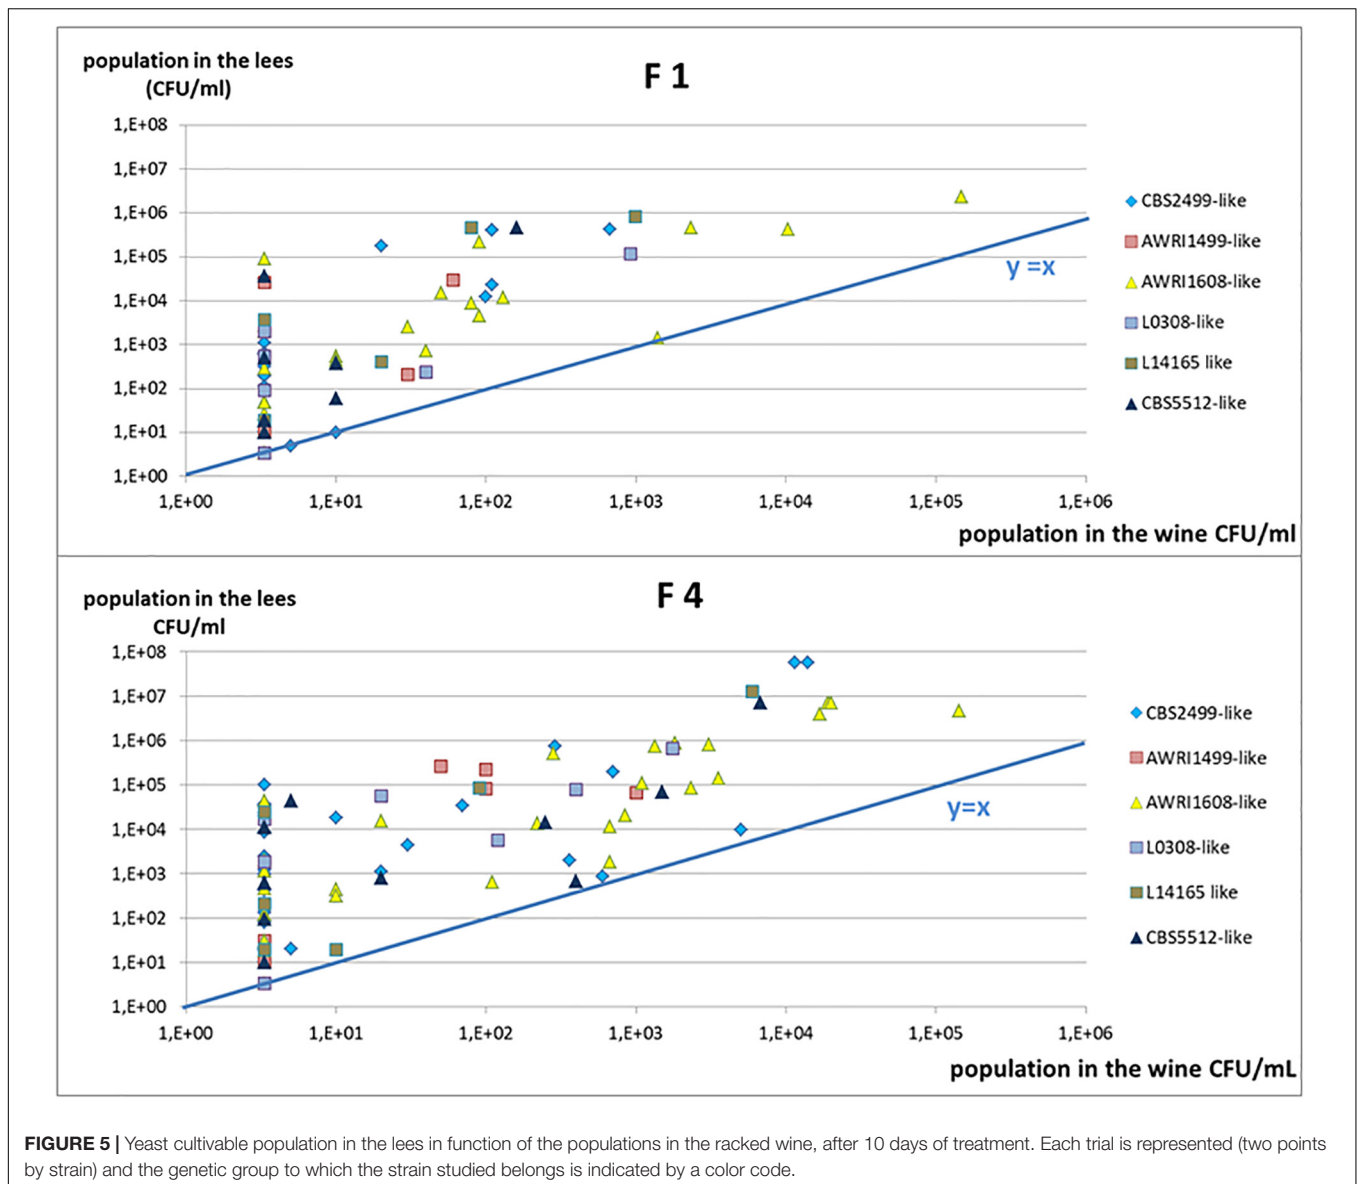 population in the lees
(CFU/ml)
F 1
1,E+08
1,E+07
1,E+06
1,E+05
1,E+04
1,E+03
1,E+02
1,E+01
1,E+00
y =x
CBS2499-like
AWRI1499-like
AWRI1608-like
L0308-like
L14165 like
CBS5512-like
1,E+00 1,E+01 1,E+02 1,E+03 1,E+04 1,E+05 1,E+06
population in the wine CFU/ml
population in the lees
CFU/ml
F 4
1,E+08
1,E+07
1,E+06
1,E+05
1,E+04
1,E+03
1,E+02
1,E+01
1,E+00
y=x
CBS2499-like
AWRI1499-like
AWRI1608-like
L0308-like
L14165 like
CBS5512-like
1,E+00 1,E+01 1,E+02 1,E+03 1,E+04 1,E+05 1,E+06
population in the wine CFU/mL
FIGURE 5 | Yeast cultivable population in the lees in function of the populations in the racked wine, after 10 days of treatment. Each trial is represented (two points
by strain) and the genetic group to which the strain studied belongs is indicated by a color code.